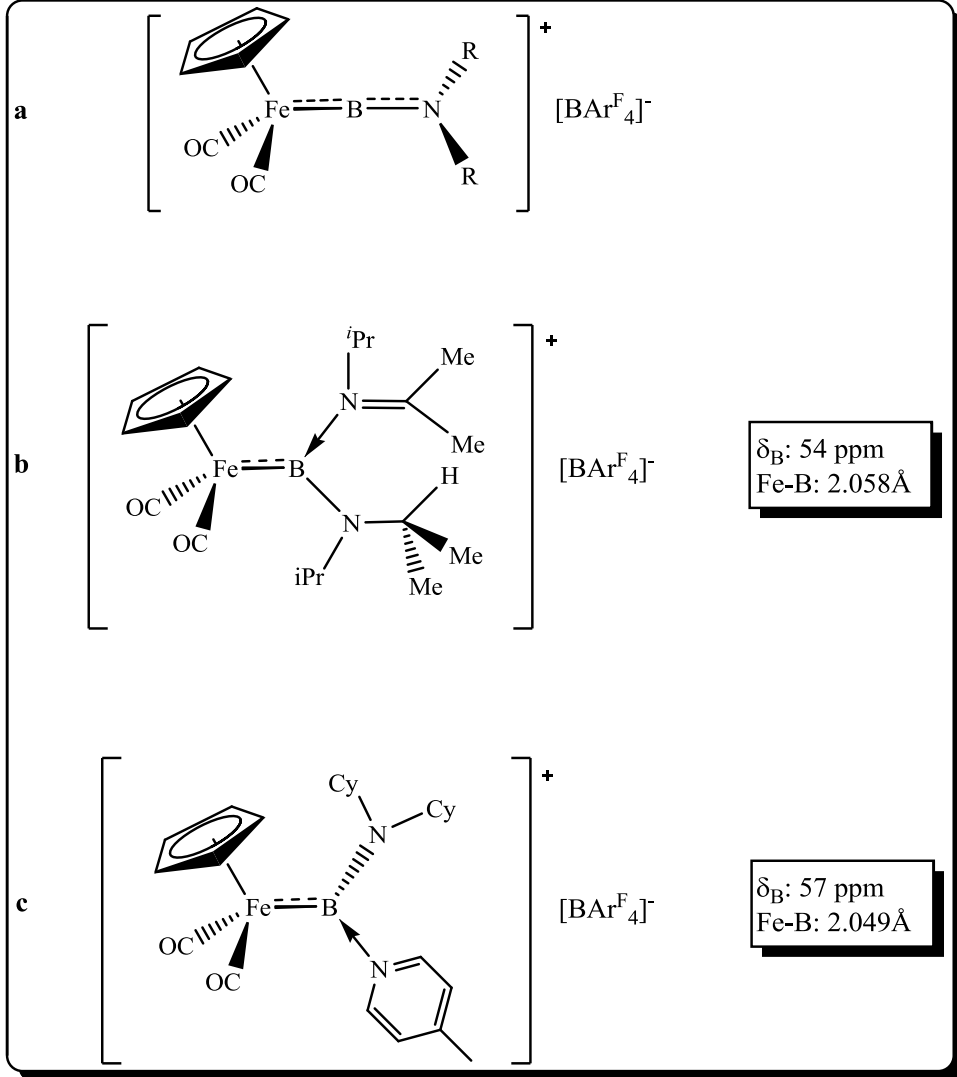 a
Fe
B
N
R
R
OC
OC
+
[BArF4]-
b
Fe
B
N
iPr
Me
Me
H
N
iPr
Me
Me
OC
OC
+
[BArF4]-
δB: 54 ppm
Fe-B: 2.058Å
c
Fe
B
N
Cy
Cy
N
OC
OC
+
[BArF4]-
δB: 57 ppm
Fe-B: 2.049Å